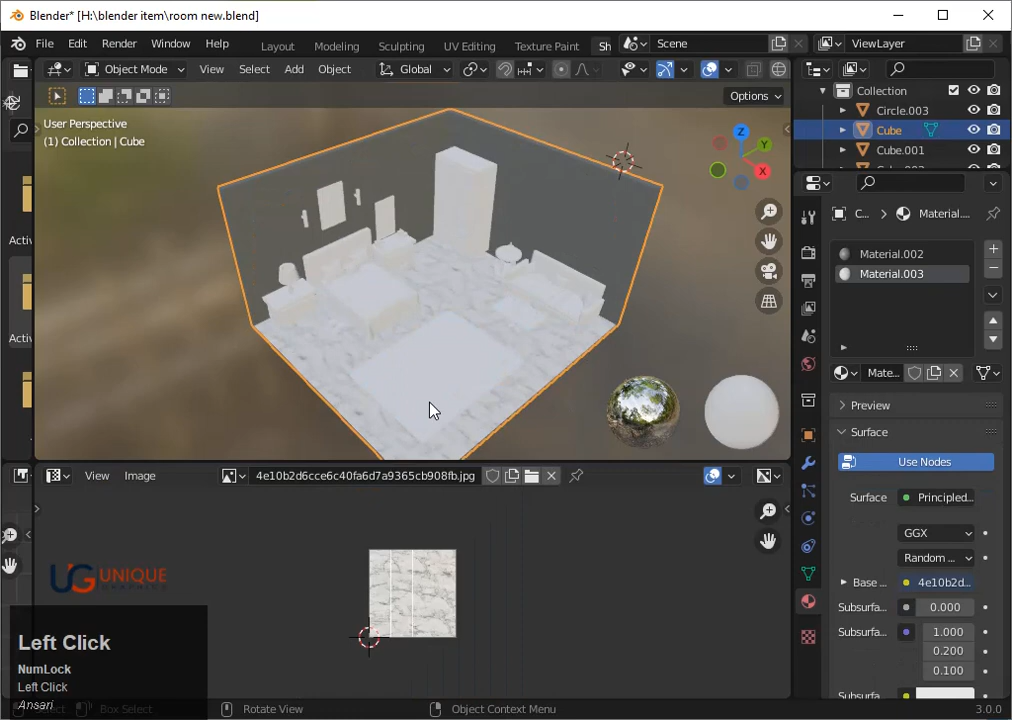 Blender* [H:\blender item\room new.blend]
File Edit Render Window Help Layout Modeling Sculpting UV Editing Texture Paint Sh Scene ViewLayer
Object Mode View Select Add Object Global
Options
User Perspective
(1) Collection | Cube
Z
Y
X
Activ
Activ
Collection
Circle.003
Cube
Cube.001
C... > Material....
Material.002
Material.003
Mate...
Preview
Surface
Use Nodes
Surface Principled...
GGX
Random ...
Base ... 4e10b2d...
Subsurfa.. 0.000
Subsurfa.. 1.000
0.200
0.100
Subsurfa..
View Image 4e10b2d6cce6c40fa6d7a9365cb908fb.jpg
UG UNIQUE
Left Click
NumLock
Left Click
Ansari
Select Box Select Rotate View Object Context Menu 3.0.0